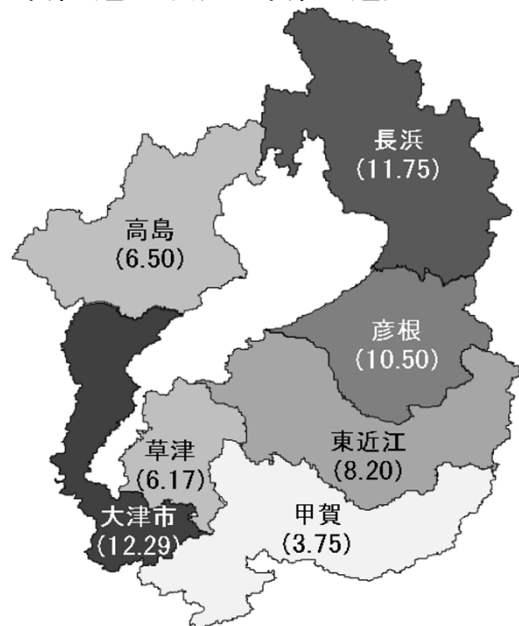 長浜
(11.75)
高島
(6.50)
彦根
(10.50)
東近江
(8.20)
草津
(6.17)
大津市
(12.29)
甲賀
(3.75)